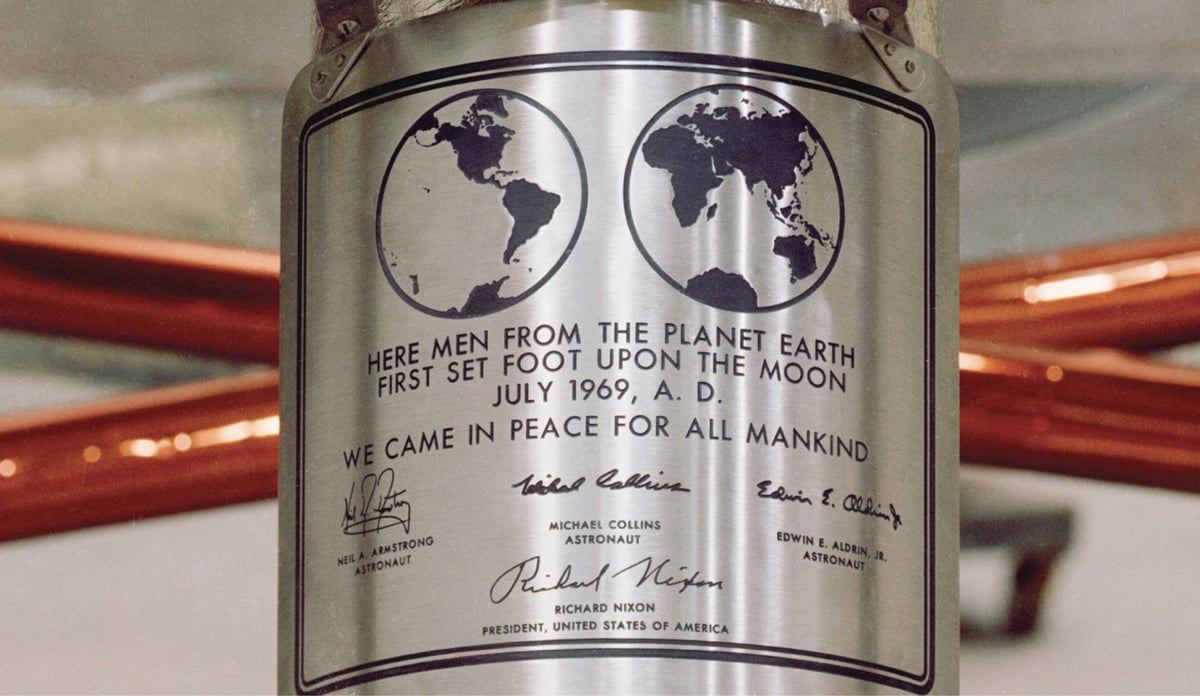 HERE MEN FROM THE PLANET EARTH
FIRST SET FOOT UPON THE MOON
JULY 1969, A. D.
WE CAME IN PEACE FOR ALL MANKIND
Neil A. Armstrong
Michael Collins
Edwin E. Aldrin Jr
NEIL A. ARMSTRONG
ASTRONAUT
MICHAEL COLLINS
ASTRONAUT
EDWIN E. ALDRIN, JR.
ASTRONAUT
Richard Nixon
RICHARD NIXON
PRESIDENT, UNITED STATES OF AMERICA